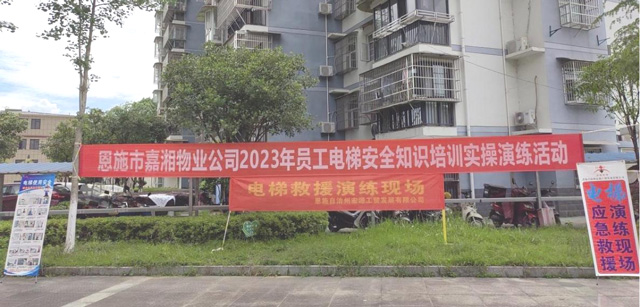 恩施市嘉湘物业公司2023年员工电梯安全知识培训实操演练活动
电梯救援演练现场
电梯
应急救援
演练现场